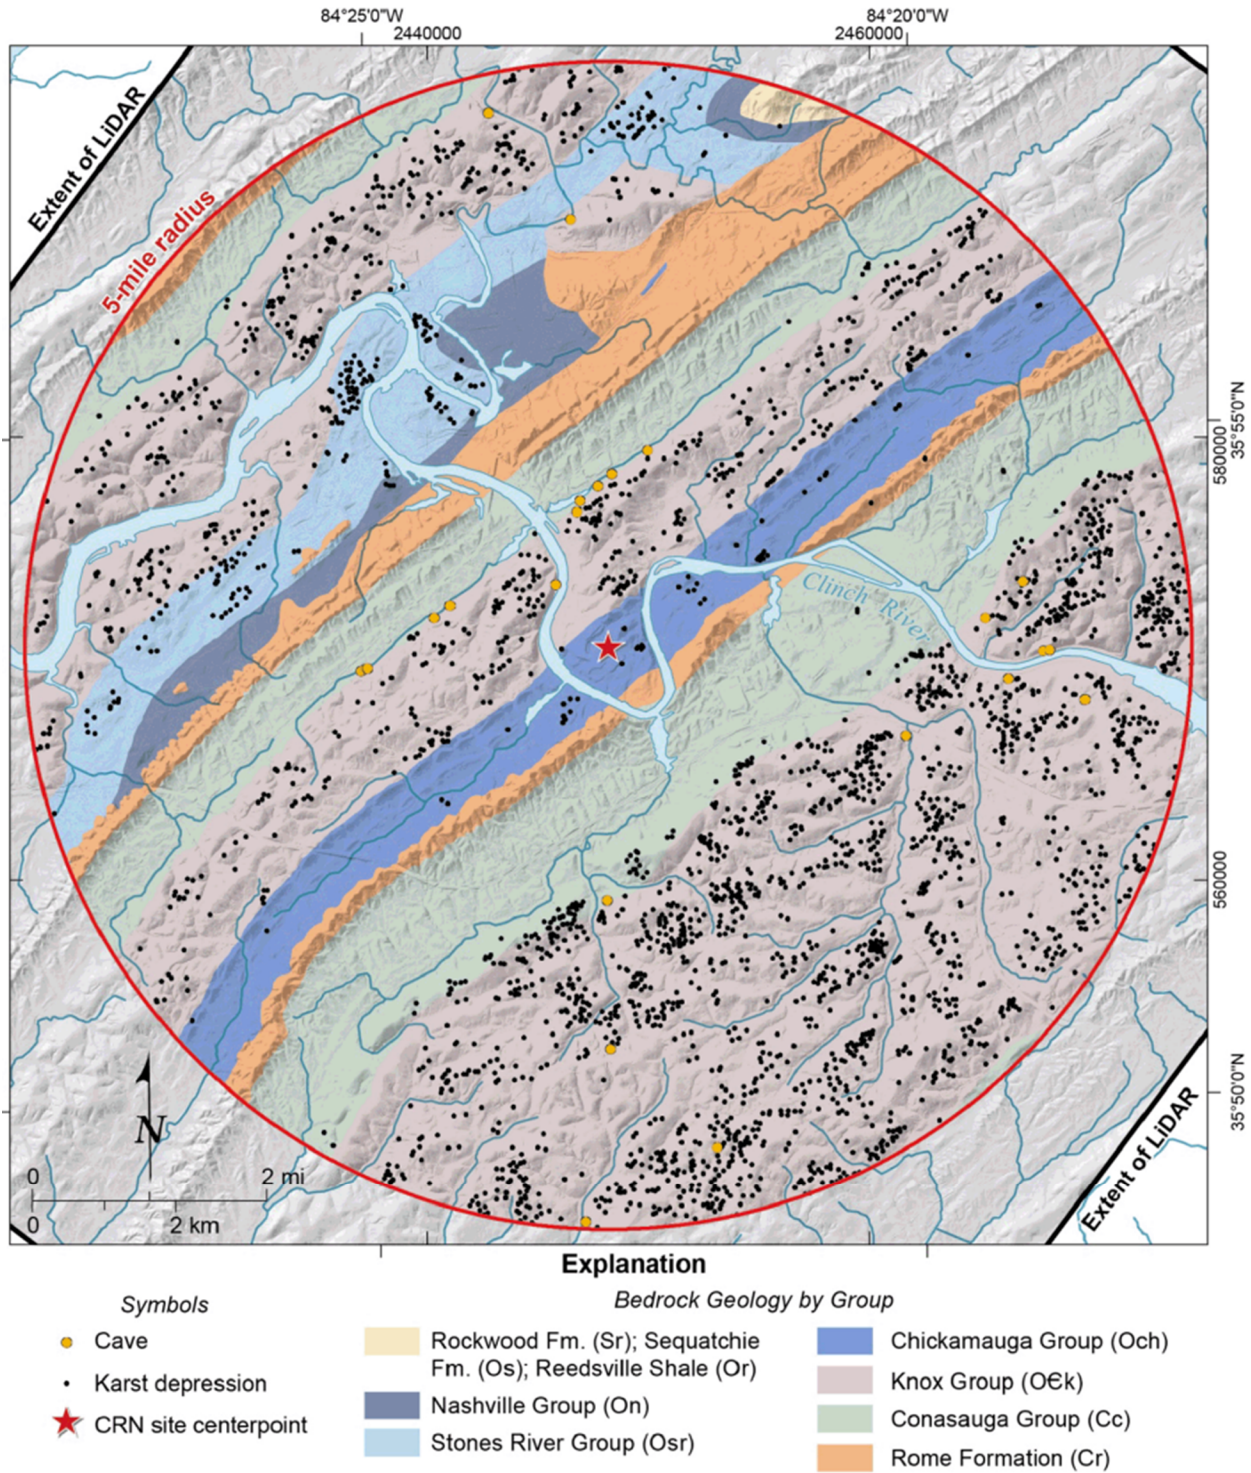 84°25'0"W
84°20'0"W
2440000
2460000
Extent of LiDAR
5-mile radius
35°55'0"N
580000
Clinch River
560000
35°50'0"N
N
0
2 mi
0
2 km
Extent of LiDAR
Explanation
Symbols
Cave
Karst depression
CRN site centerpoint
Bedrock Geology by Group
Rockwood Fm. (Sr); Sequatchie
Fm. (Os); Reedsville Shale (Or)
Nashville Group (On)
Stones River Group (Osr)
Chickamauga Group (Och)
Knox Group (O€k)
Conasauga Group (Cc)
Rome Formation (Cr)